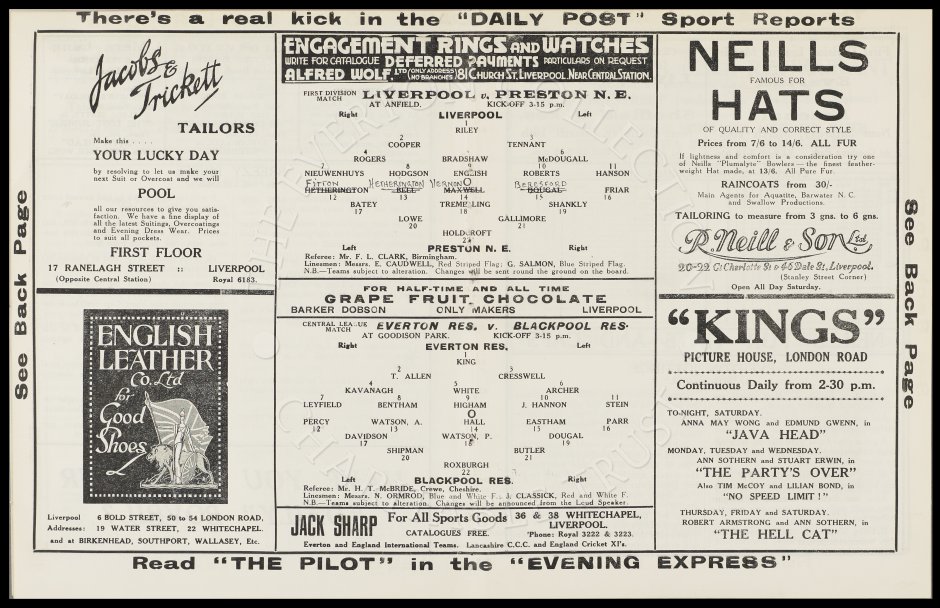 There's a real kick in the "DAILY POST" Sport Reports
See Back Page
Jacobs &
Trickett
TAILORS
Make this . . . .
YOUR LUCKY DAY
by resolving to let us make your
next Suit or Overcoat and we will
POOL
all our resources to give you satis-
faction. We have a fine display of
all the latest Suitings, Overcoatings
and Evening Dress Wear. Prices
to suit all pockets.
FIRST FLOOR
17 RANELAGH STREET :: LIVERPOOL
(Opposite Central Station) Royal 6183.
ENGLISH
LEATHER
Co. Ltd
for
Good
Shoes
Liverpool 6 BOLD STREET, 50 to 54 LONDON ROAD,
Addresses: 19 WATER STREET, 22 WHITECHAPEL.
and at BIRKENHEAD, SOUTHPORT, WALLASEY, Etc.
ENGAGEMENT RINGS AND WATCHES
WRITE FOR CATALOGUE DEFERRED PAYMENTS PARTICULARS ON REQUEST
ALFRED WOLF, LTD (ONLY ADDRESS NO BRANCHES) 81 CHURCH ST, LIVERPOOL. NEAR CENTRAL STATION.
FIRST DIVISION MATCH LIVERPOOL v. PRESTON N. E.
AT ANFIELD. KICK-OFF 3-15 p.m.
Right LIVERPOOL Left
1
RILEY
2 3
COOPER TENNANT
4 5 6
ROGERS BRADSHAW McDOUGALL
7 8 9 10 11
NIEUWENHUYS HODGSON ENGLISH ROBERTS HANSON
FITTON HETHERINGTON VERNON O BERESFORD
HETHERINGTON BEEF MAXWELL DOUGAL FRIAR
12 13 14 15 16
BATEY TREMELLING SHANKLY
17 18 19
LOWE GALLIMORE
20 21
HOLDCROFT
22
Left PRESTON N. E. Right
Referee: Mr. F. L. CLARK, Birmingham.
Linesmen: Messrs. E. CAUDWELL, Red Striped Flag; G. SALMON, Blue Striped Flag.
N.B.—Teams subject to alteration. Changes will be sent round the ground on the board.
FOR HALF-TIME AND ALL TIME
GRAPE FRUIT CHOCOLATE
BARKER DOBSON ONLY MAKERS LIVERPOOL
CENTRAL LEAGUE MATCH EVERTON RES. v. BLACKPOOL RES.
AT GOODISON PARK. KICK-OFF 3-15 p.m.
Right EVERTON RES. Left
1
KING
2 3
T. ALLEN CRESSWELL
4 5 6
KAVANAGH WHITE ARCHER
7 8 9 10 11
LEYFIELD BENTHAM HIGHAM J. HANNON STEIN
O
PERCY WATSON, A. HALL EASTHAM PARR
12 13 14 15 16
DAVIDSON WATSON, P. DOUGAL
17 18 19
SHIPMAN BUTLER
20 21
ROXBURGH
22
Left BLACKPOOL RES. Right
Referee: Mr. H. T. McBRIDE, Crewe, Cheshire.
Linesmen: Messrs. N. ORMROD, Blue and White F.; J. CLASSICK, Red and White F.
N.B.—Teams subject to alteration. Changes will be announced from the Loud Speaker.
JACK SHARP For All Sports Goods 36 & 38 WHITECHAPEL, LIVERPOOL.
CATALOGUES FREE. 'Phone: Royal 3222 & 3223.
Everton and England International Teams. Lancashire C.C.C. and England Cricket XI's.
NEILLS
FAMOUS FOR
HATS
OF QUALITY AND CORRECT STYLE
Prices from 7/6 to 14/6. ALL FUR
If lightness and comfort is a consideration try one
of Neills "Plumalyte" Bowlers—the finest feather-
weight Hat made, at 13/6. All Pure Fur.
RAINCOATS from 30/-
Main Agents for Aquatite, Barwater N.C.
and Swallow Productions.
TAILORING to measure from 3 gns. to 6 gns.
R. Neill & Son Ltd.
20-22 Gt Charlotte St & 46 Dale St, Liverpool.
(Stanley Street Corner)
Open All Day Saturday.
"KINGS"
PICTURE HOUSE, LONDON ROAD
Continuous Daily from 2-30 p.m.
TO-NIGHT, SATURDAY.
ANNA MAY WONG and EDMUND GWENN, in
"JAVA HEAD"
MONDAY, TUESDAY and WEDNESDAY.
ANN SOTHERN and STUART ERWIN, in
"THE PARTY'S OVER"
Also TIM McCOY and LILIAN BOND, in
"NO SPEED LIMIT!"
THURSDAY, FRIDAY and SATURDAY.
ROBERT ARMSTRONG and ANN SOTHERN, in
"THE HELL CAT"
See Back Page
Read "THE PILOT" in the "EVENING EXPRESS"